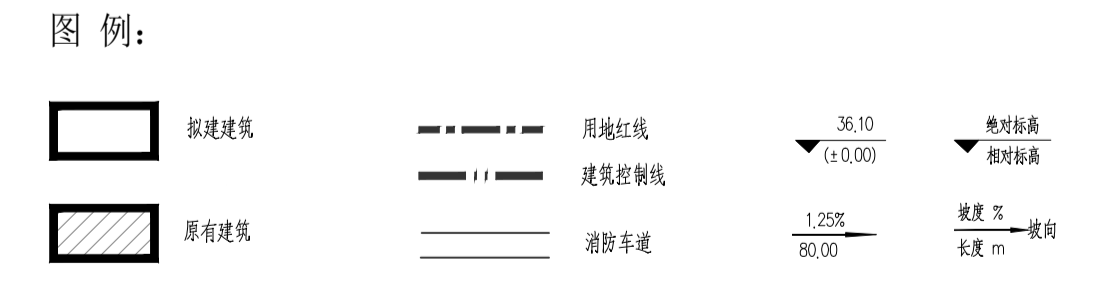 图 例：
拟建建筑
用地红线
36.10
(±0.00)
绝对标高
相对标高
建筑控制线
原有建筑
消防车道
1.25%
80.00
坡度 %
长度 m
坡向